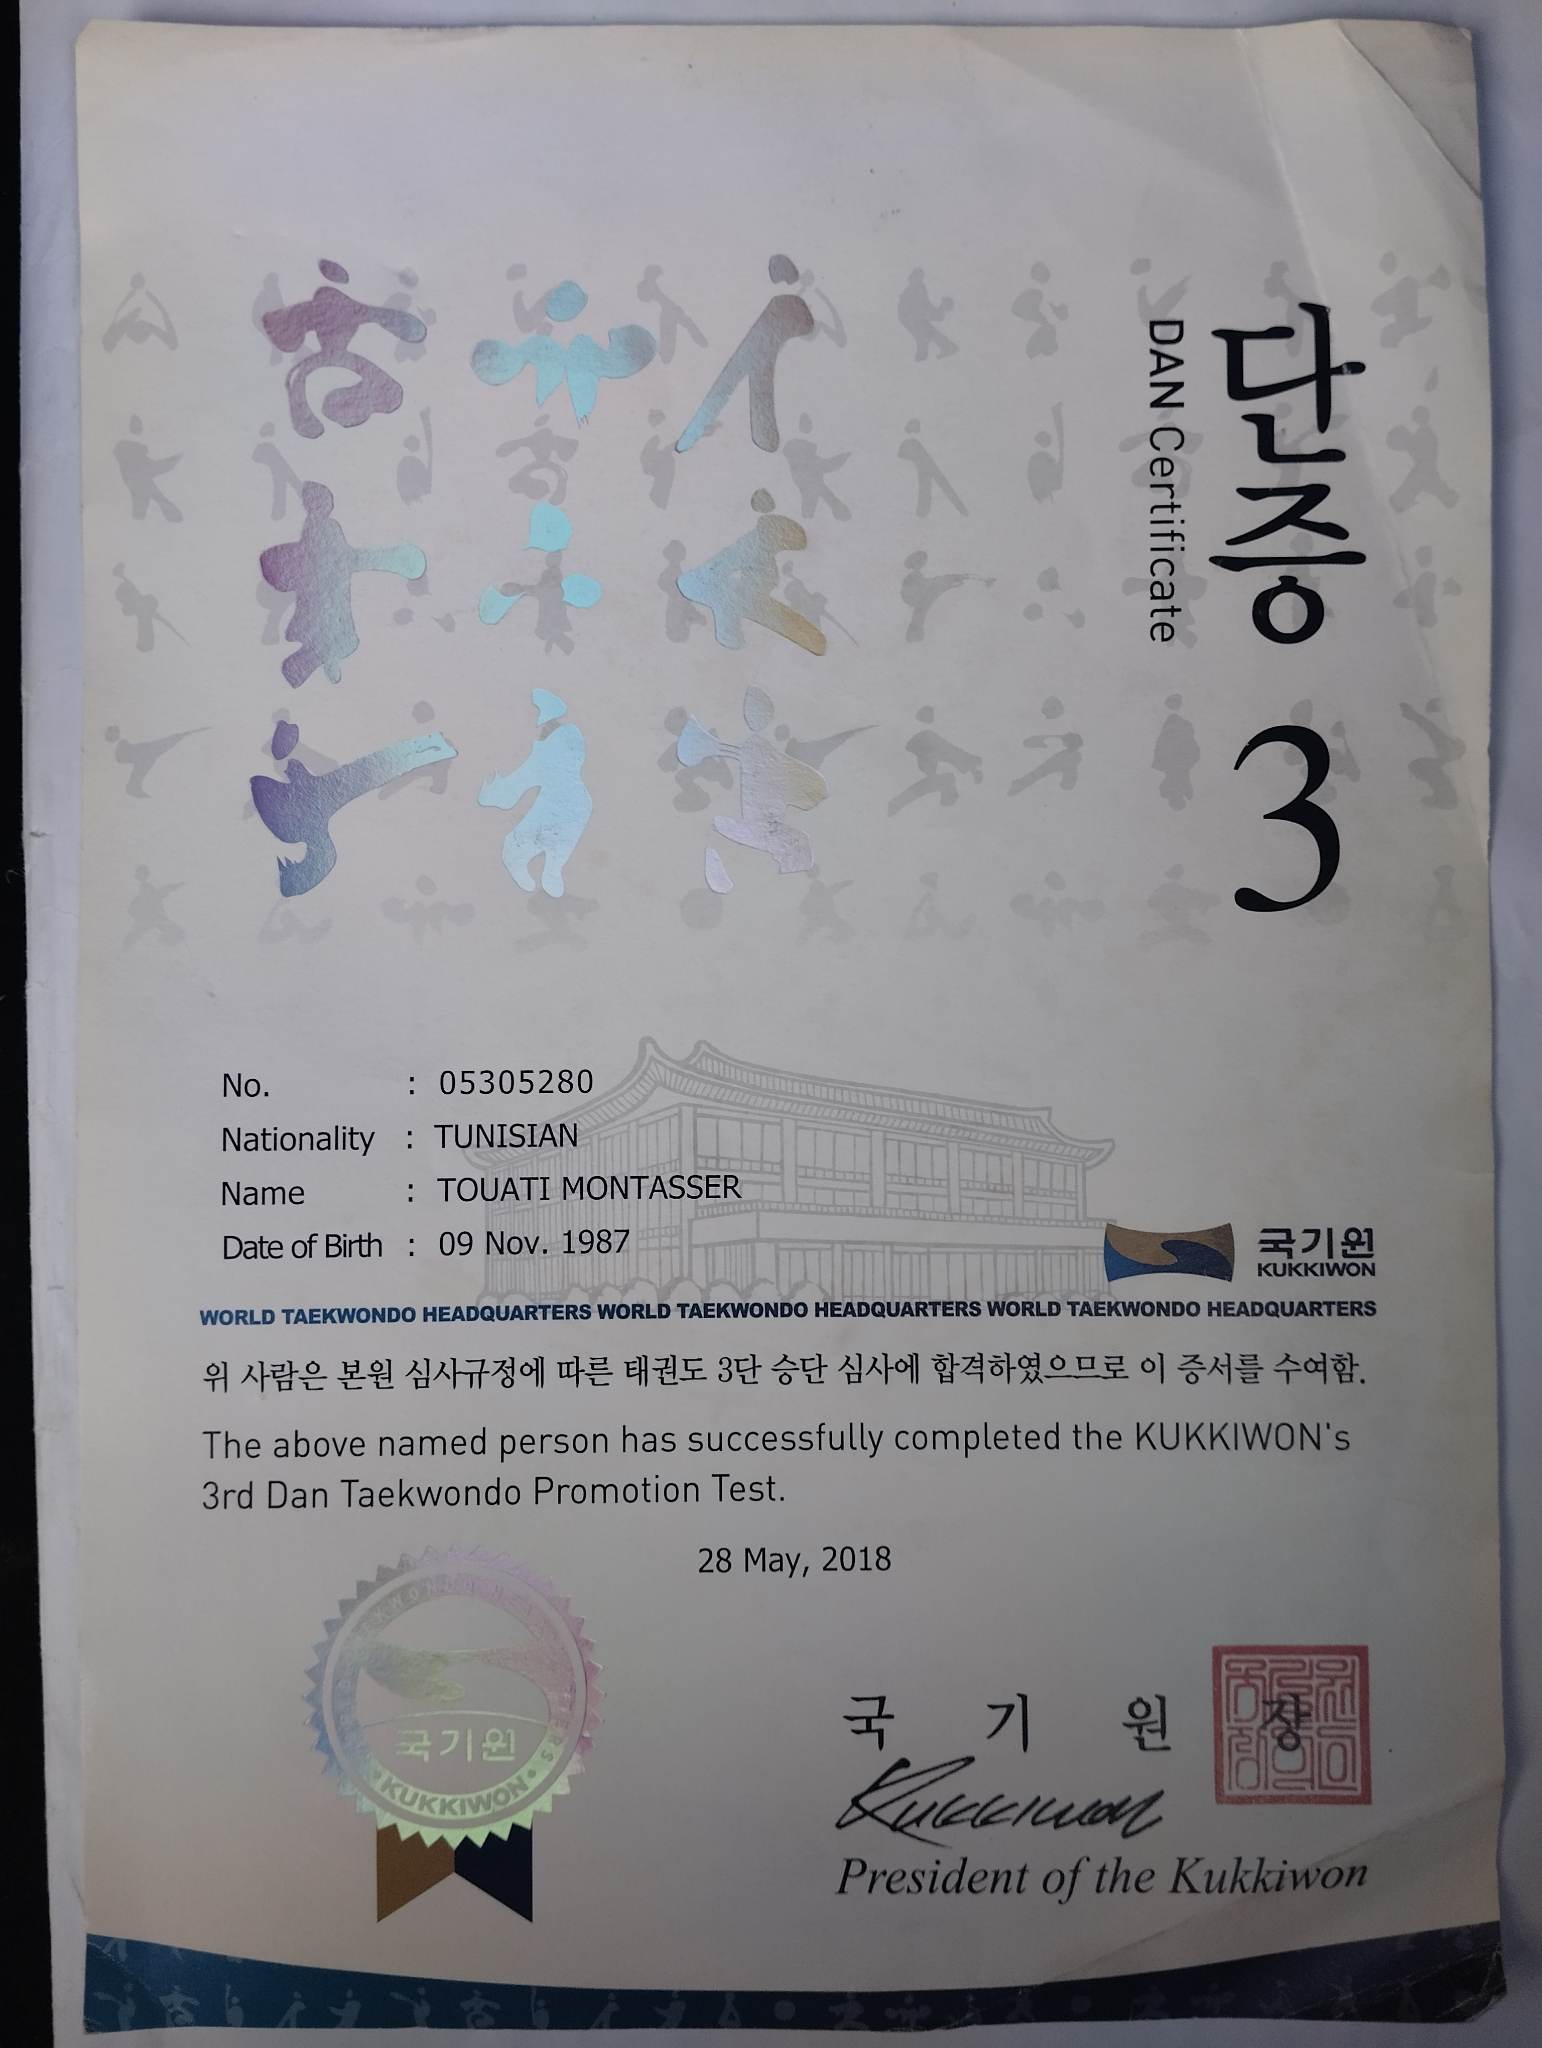 단증 3
DAN Certificate
No. : 05305280
Nationality : TUNISIAN
Name : TOUATI MONTASSER
Date of Birth : 09 Nov. 1987
국기원
KUKKIWON
WORLD TAEKWONDO HEADQUARTERS WORLD TAEKWONDO HEADQUARTERS WORLD TAEKWONDO HEADQUARTERS
위 사람은 본원 심사규정에 따른 태권도 3단 승단 심사에 합격하였으므로 이 증서를 수여함.
The above named person has successfully completed the KUKKIWON's
3rd Dan Taekwondo Promotion Test.
28 May, 2018
국기원
KUKKIWON
국 기 원 장
Kukkiwon
President of the Kukkiwon